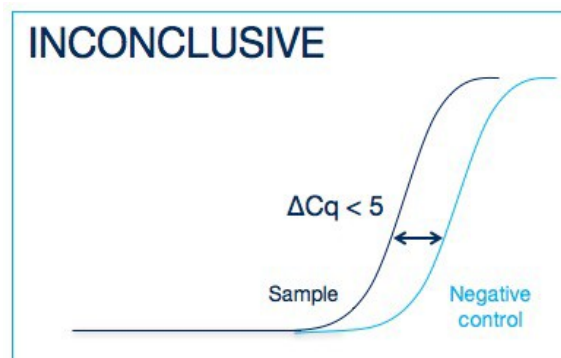 INCONCLUSIVE
ΔCq < 5
Sample
Negative
control